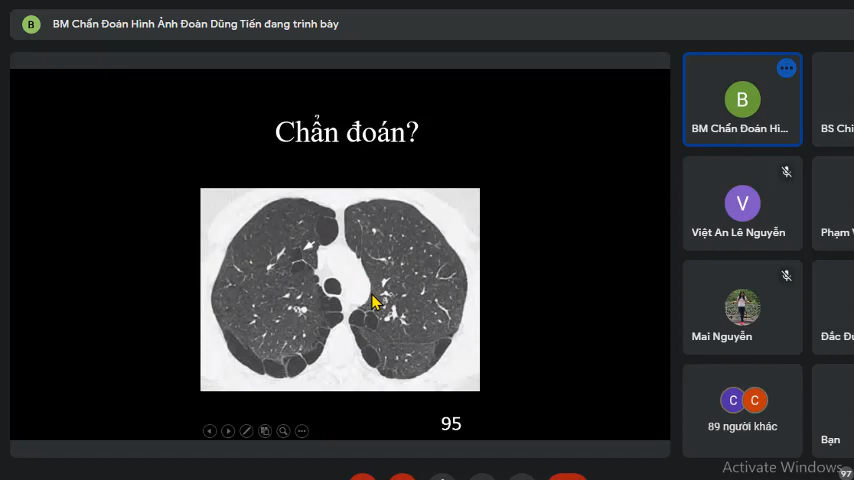 B
BM Chẩn Đoán Hình Ảnh Đoàn Dũng Tiến đang trình bày
Chẩn đoán?
95
B
BM Chẩn Đoán Hì...
BS Chi
V
Việt An Lê Nguyễn
Phạm
Mai Nguyễn
Đắc Đu
C C
89 người khác
Bạn
Activate Windows
97